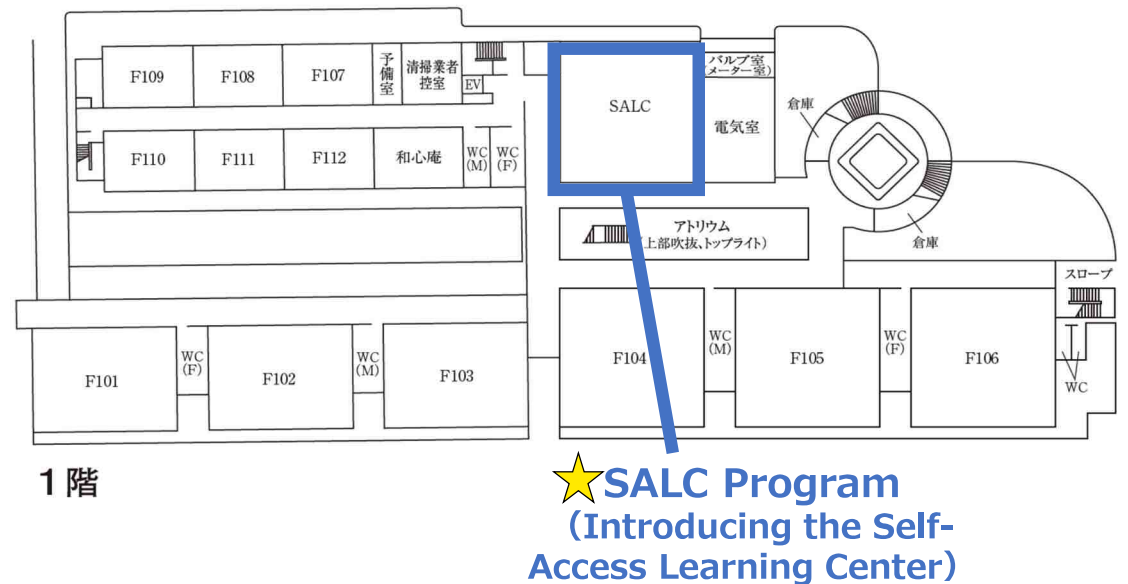 F109
F108
F107
予備室
清掃業者
控室
EV
SALC
バルブ室
(メーター室)
電気室
倉庫
F110
F111
F112
和心庵
WC
(M)
WC
(F)
アトリウム
(上部吹抜、トップライト)
倉庫
スロープ
F101
WC
(F)
F102
WC
(M)
F103
F104
WC
(M)
F105
WC
(F)
F106
WC
1階
SALC Program
(Introducing the Self-
Access Learning Center)